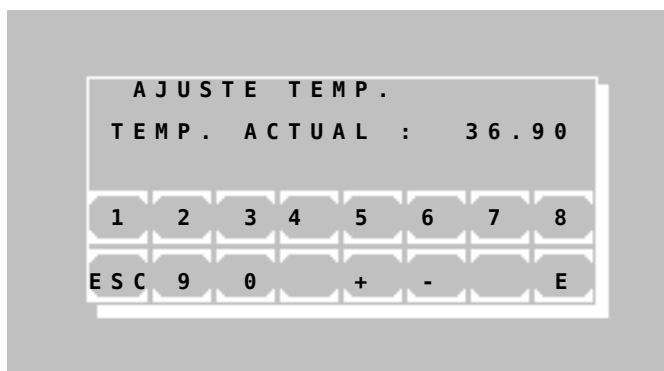 AJUSTE TEMP.
TEMP. ACTUAL : 36.90
1 2 3 4 5 6 7 8
ESC 9 0 + - E